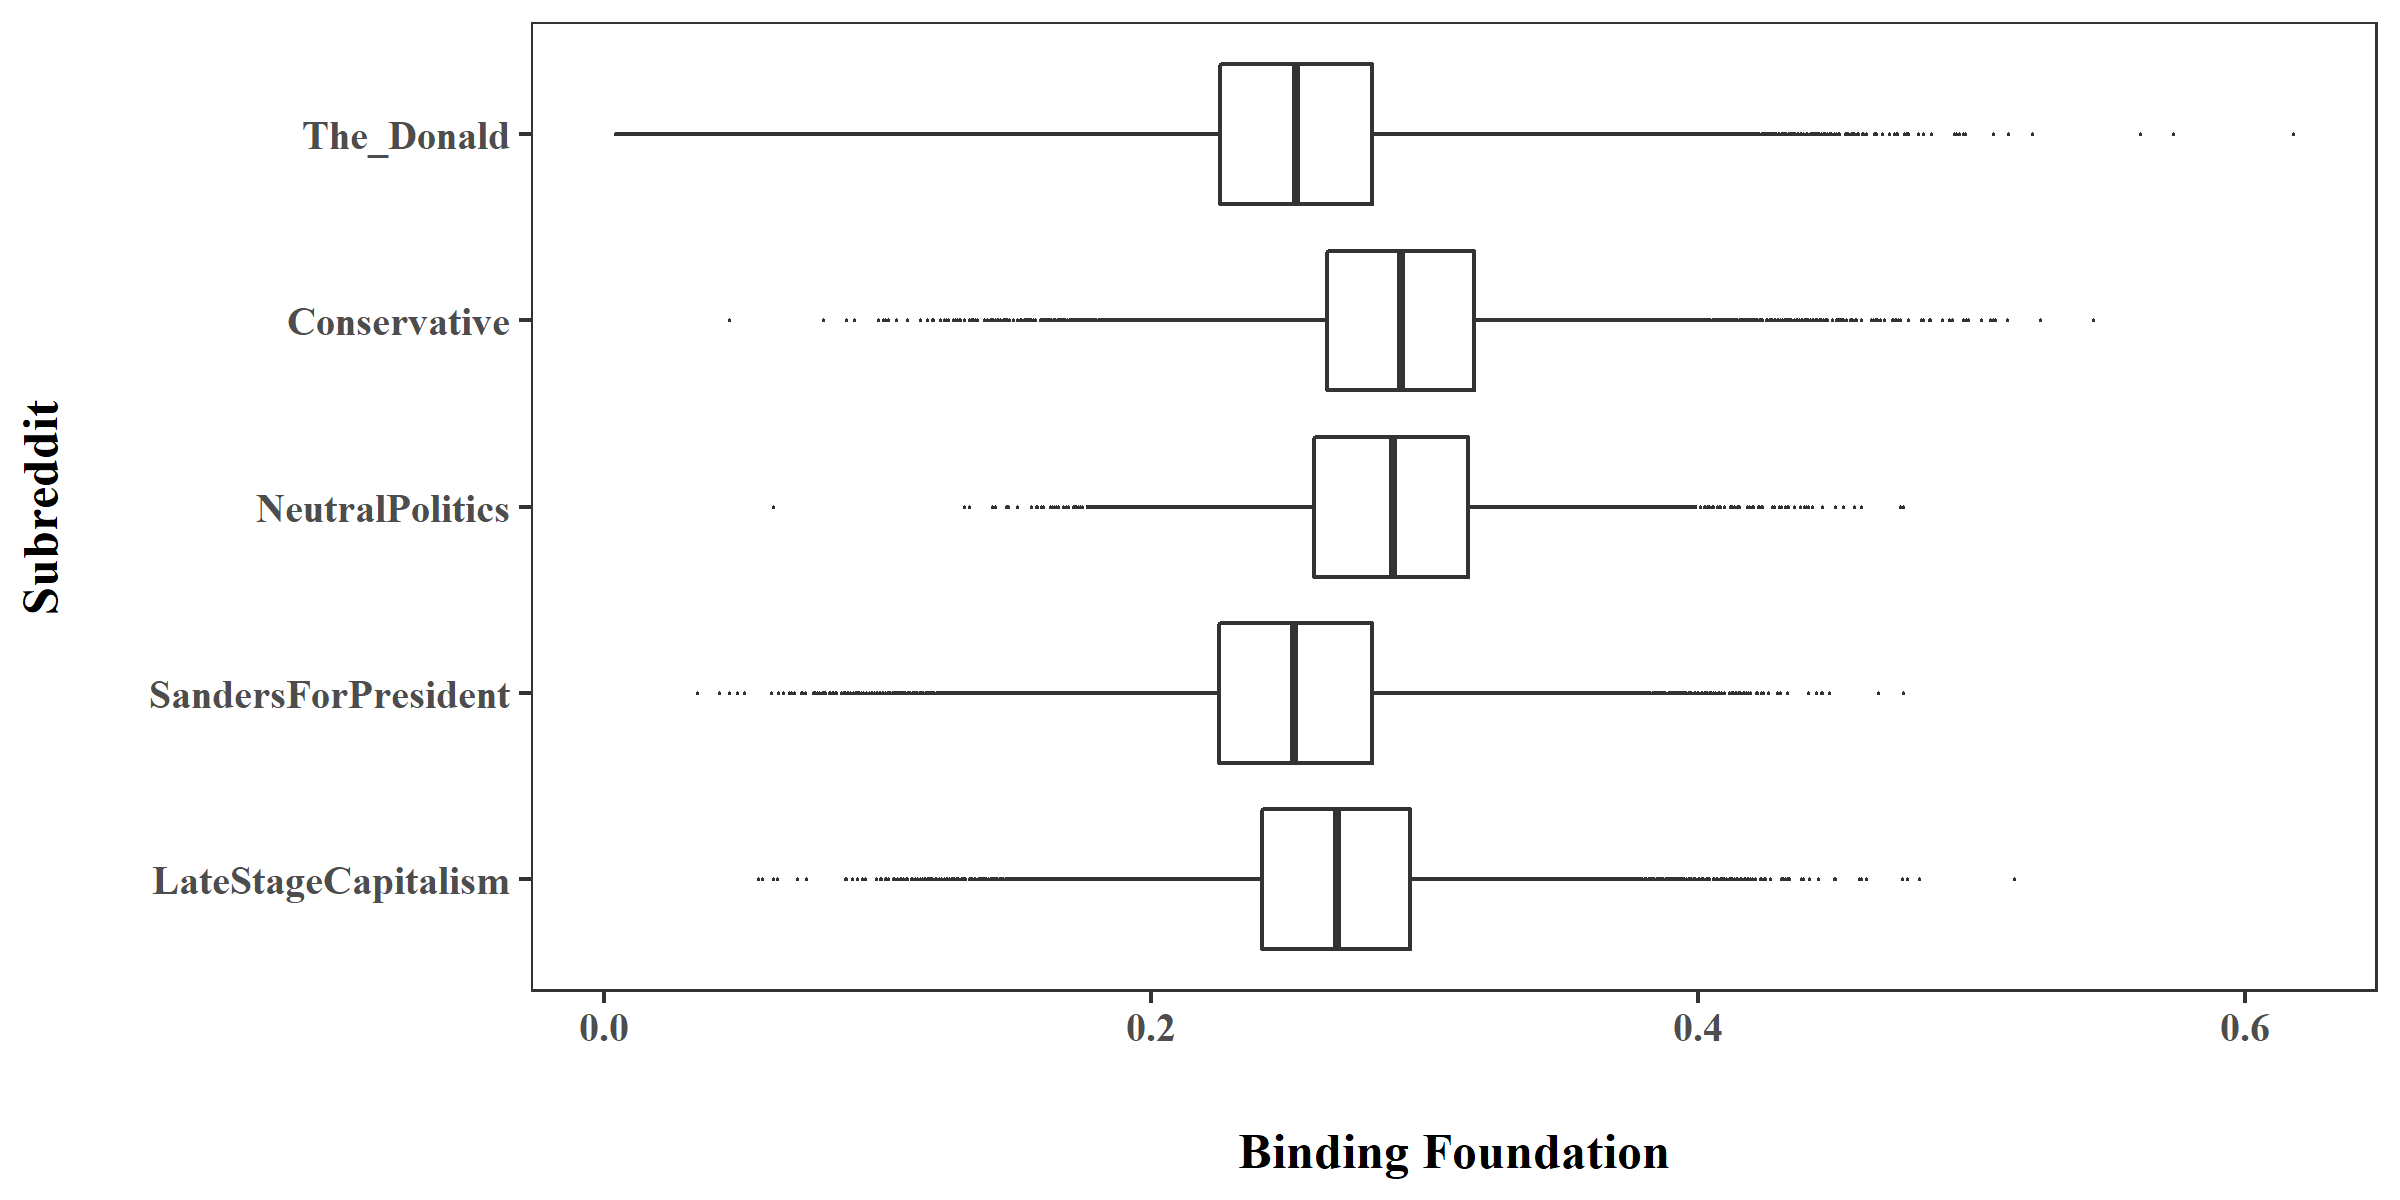 The_Donald
Conservative
NeutralPolitics
SandersForPresident
LateStageCapitalism
Subreddit
0.0 0.2 0.4 0.6
Binding Foundation